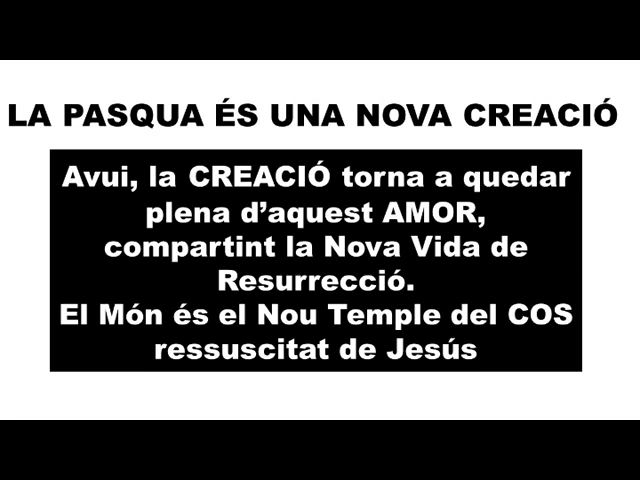 LA PASQUA ÉS UNA NOVA CREACIÓ
Avui, la CREACIÓ torna a quedar
plena d’aquest AMOR,
compartint la Nova Vida de
Resurrecció.
El Món és el Nou Temple del COS
ressuscitat de Jesús